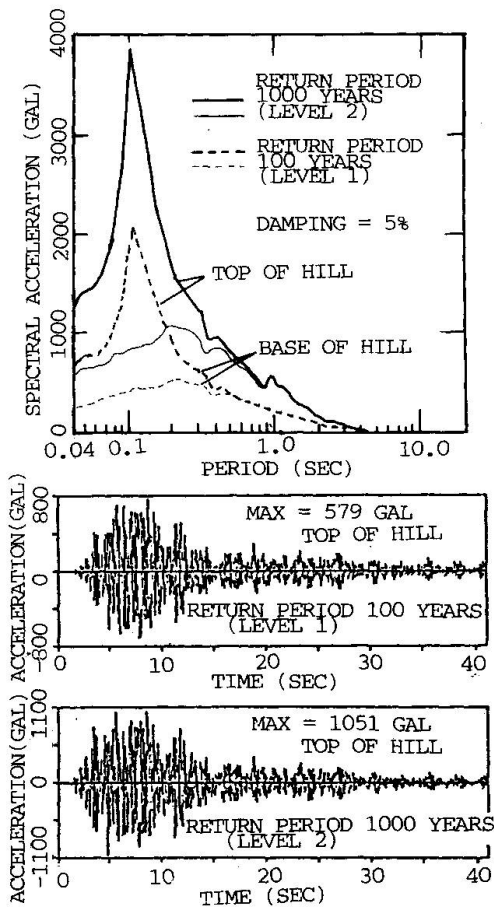 SPECTRAL ACCELERATION (GAL)
4000
3000
2000
1000
0
RETURN PERIOD
1000 YEARS
(LEVEL 2)
RETURN PERIOD
100 YEARS
(LEVEL 1)
DAMPING = 5%
TOP OF HILL
BASE OF HILL
0.04 0.1 1.0 10.0
PERIOD (SEC)
ACCELERATION(GAL)
800
0
-800
MAX = 579 GAL
TOP OF HILL
RETURN PERIOD 100 YEARS
(LEVEL 1)
0 10 20 30 40
TIME (SEC)
ACCELERATION(GAL)
1100
0
-1100
MAX = 1051 GAL
TOP OF HILL
RETURN PERIOD 1000 YEARS
(LEVEL 2)
0 10 20 30 40
TIME (SEC)